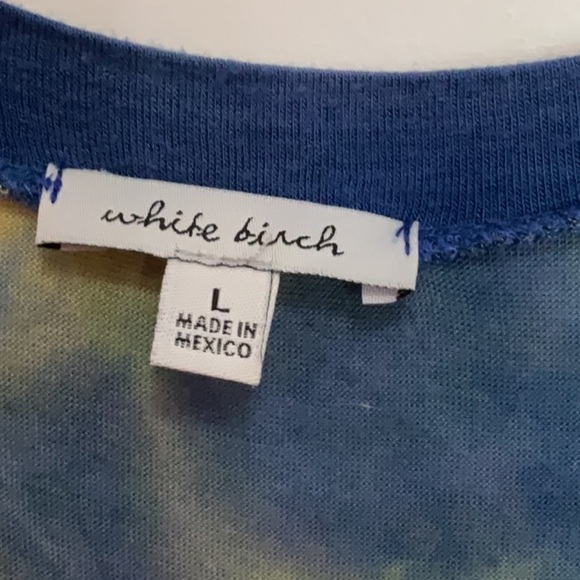 white birch
L
MADE IN
MEXICO